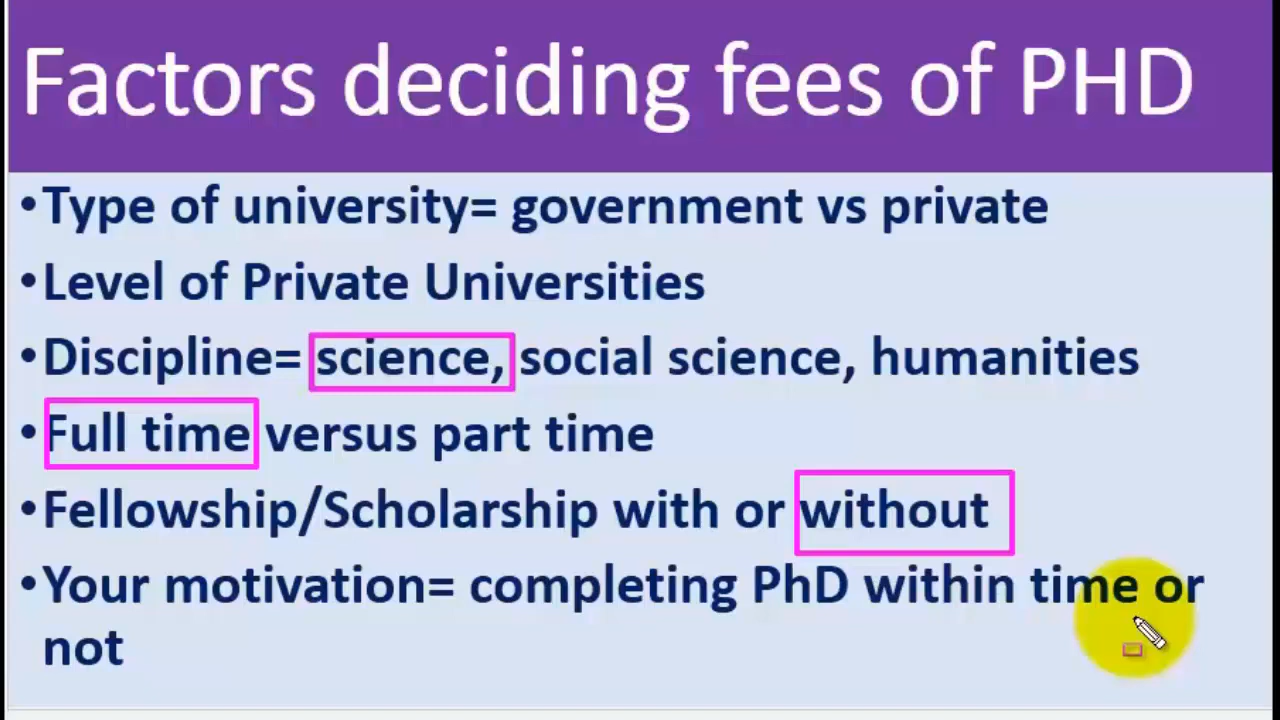 Factors deciding fees of PHD
•Type of university= government vs private
•Level of Private Universities
•Discipline= science, social science, humanities
•Full time versus part time
•Fellowship/Scholarship with or without
•Your motivation= completing PhD within time or
not